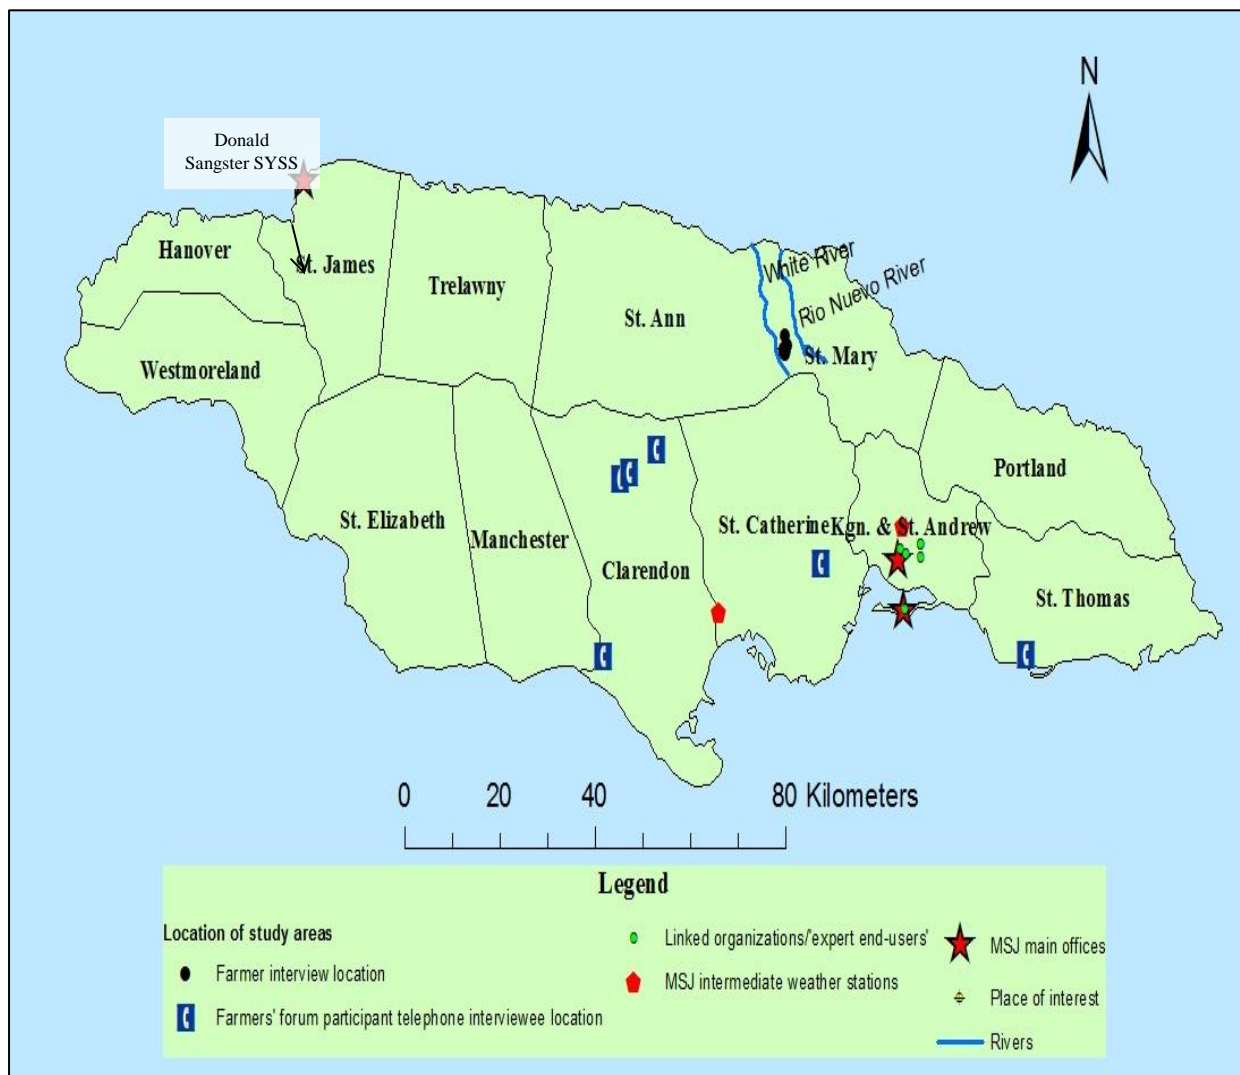 N
Donald
Sangster SYSS
Hanover
St. James
Trelawny
White River
Rio Nuevo River
St. Ann
St. Mary
Westmoreland
Portland
St. Elizabeth
Manchester
St. Catherine
Kgn. & St. Andrew
Clarendon
St. Thomas
0 20 40 80 Kilometers
Legend
Location of study areas
Farmer interview location
Farmers' forum participant telephone interviewee location
Linked organizations/'expert end-users'
MSJ intermediate weather stations
MSJ main offices
Place of interest
Rivers